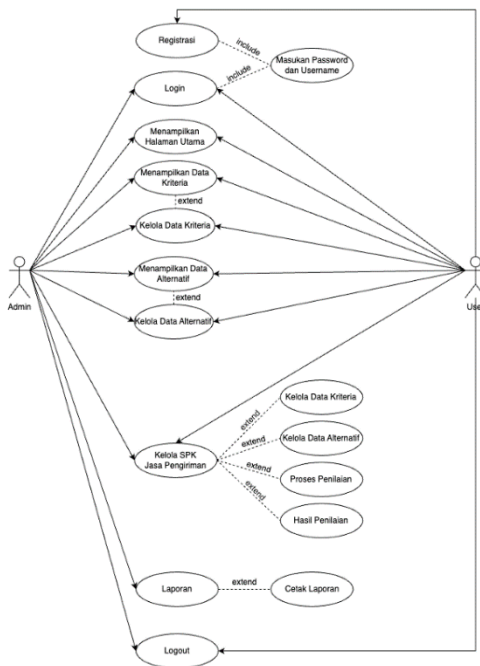 Registrasi
include
Masukan Password
dan Username
include
Login
Menampilkan
Halaman Utama
Menampilkan Data
Kriteria
extend
Kelola Data Kriteria
Menampilkan Data
Alternatif
extend
Kelola Data Alternatif
Admin
Use
Kelola SPK
Jasa Pengiriman
extend
Kelola Data Kriteria
extend
Kelola Data Alternatif
extend
Proses Penilaian
extend
Hasil Penilaian
Laporan
extend
Cetak Laporan
Logout